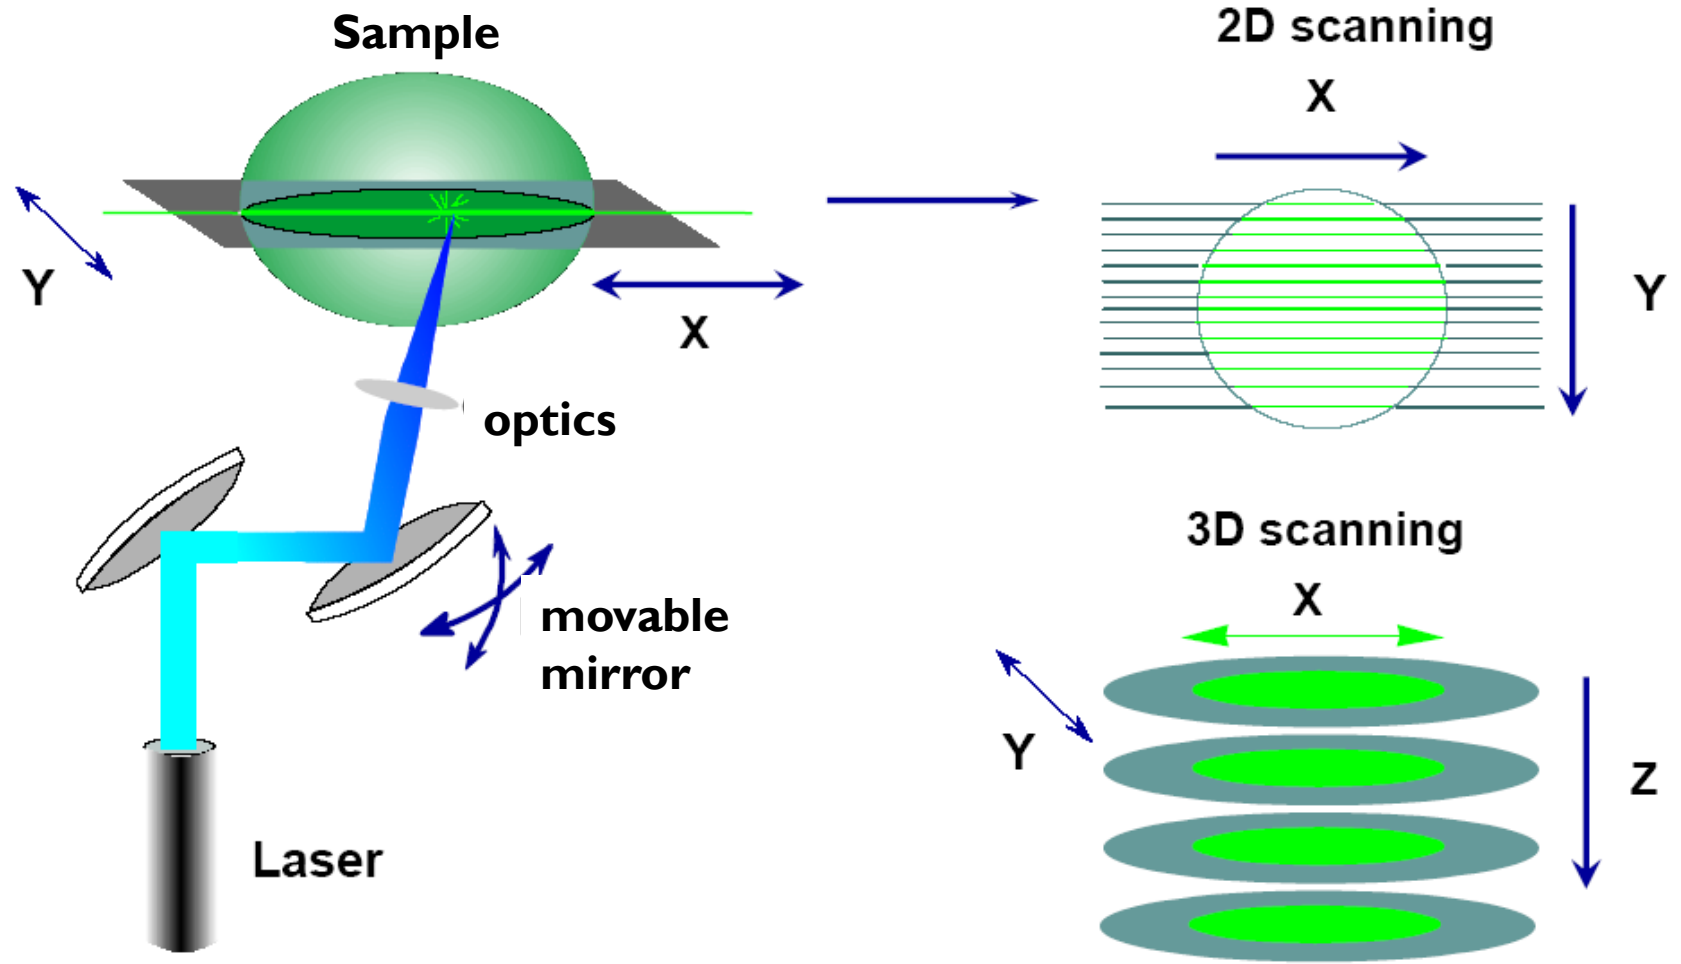 Sample
Y
X
optics
movable
mirror
Laser
2D scanning
X
Y
3D scanning
X
Y
Z